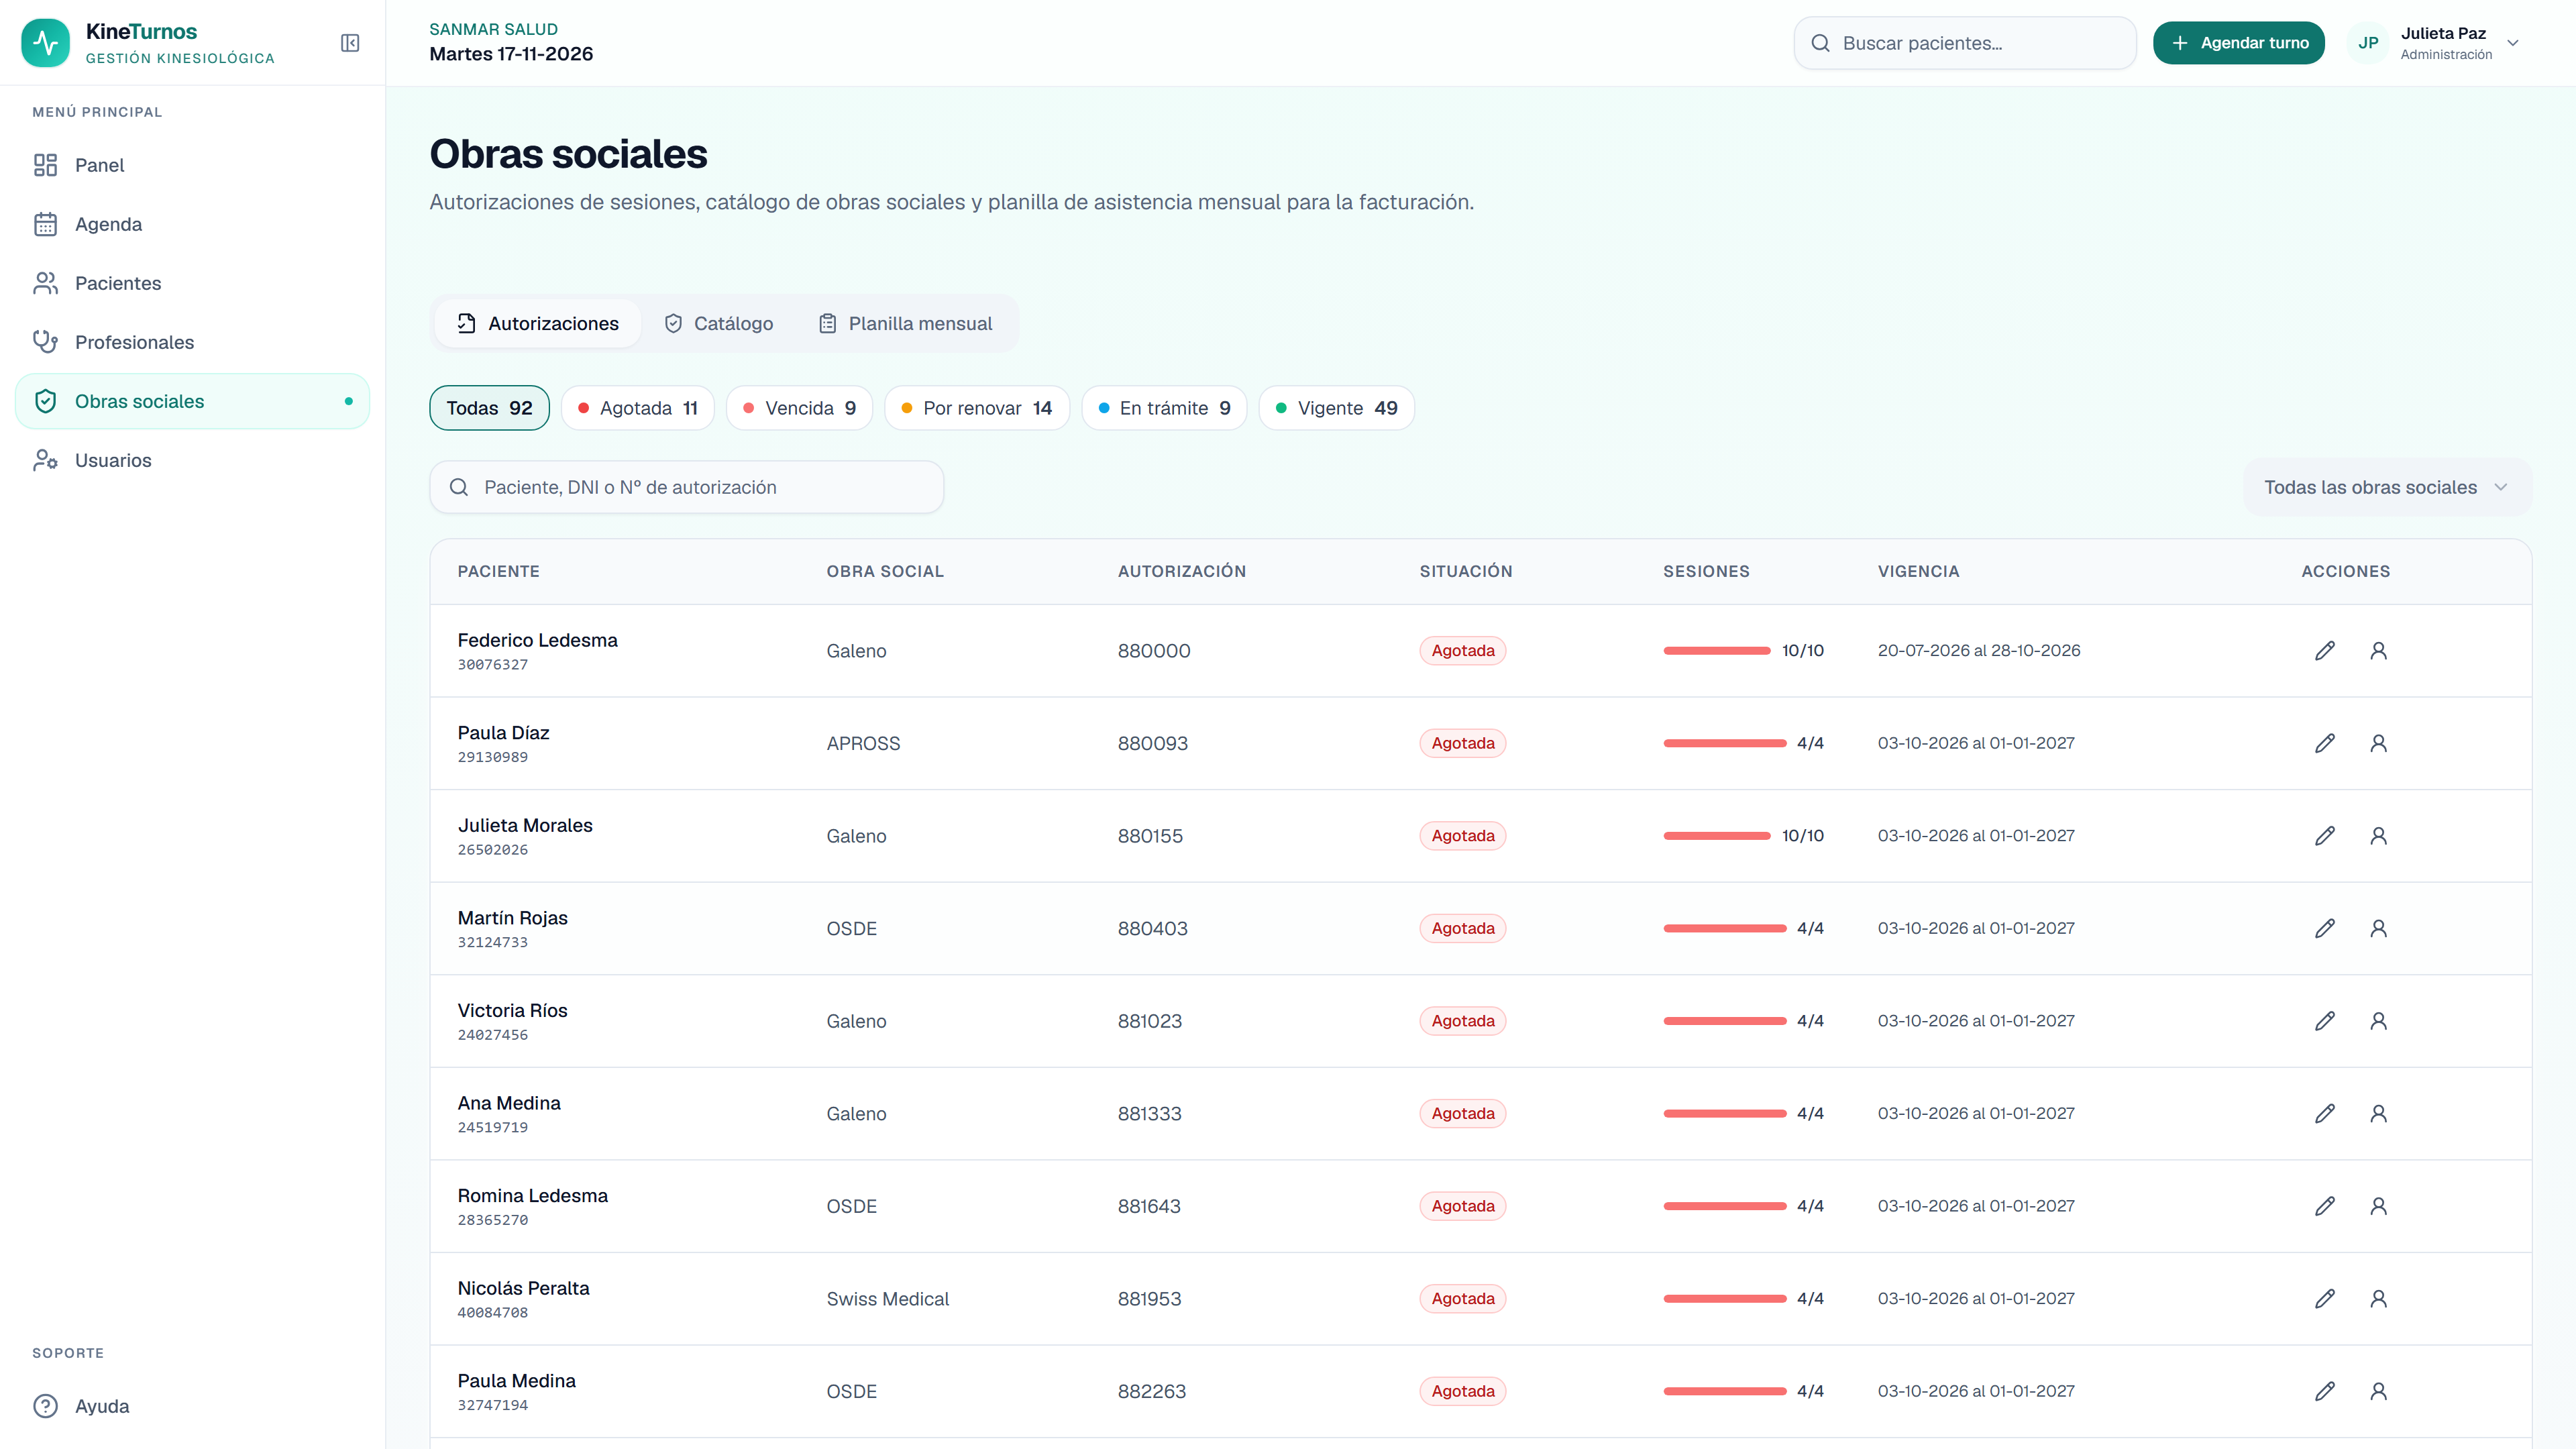 KineTurnos
GESTIÓN KINESIOLÓGICA
SANMAR SALUD
Martes 17-11-2026
Buscar pacientes...
Agendar turno
JP
Julieta Paz
Administración
MENÚ PRINCIPAL
Panel
Agenda
Pacientes
Profesionales
Obras sociales
Usuarios
SOPORTE
Ayuda
Obras sociales
Autorizaciones de sesiones, catálogo de obras sociales y planilla de asistencia mensual para la facturación.
Autorizaciones Catálogo Planilla mensual
Todas 92 Agotada 11 Vencida 9 Por renovar 14 En trámite 9 Vigente 49
Paciente, DNI o Nº de autorización
Todas las obras sociales
PACIENTE OBRA SOCIAL AUTORIZACIÓN SITUACIÓN SESIONES VIGENCIA ACCIONES
Federico Ledesma
30076327
Galeno 880000 Agotada 10/10 20-07-2026 al 28-10-2026
Paula Díaz
29130989
APROSS 880093 Agotada 4/4 03-10-2026 al 01-01-2027
Julieta Morales
26502026
Galeno 880155 Agotada 10/10 03-10-2026 al 01-01-2027
Martín Rojas
32124733
OSDE 880403 Agotada 4/4 03-10-2026 al 01-01-2027
Victoria Ríos
24027456
Galeno 881023 Agotada 4/4 03-10-2026 al 01-01-2027
Ana Medina
24519719
Galeno 881333 Agotada 4/4 03-10-2026 al 01-01-2027
Romina Ledesma
28365270
OSDE 881643 Agotada 4/4 03-10-2026 al 01-01-2027
Nicolás Peralta
40084708
Swiss Medical 881953 Agotada 4/4 03-10-2026 al 01-01-2027
Paula Medina
32747194
OSDE 882263 Agotada 4/4 03-10-2026 al 01-01-2027